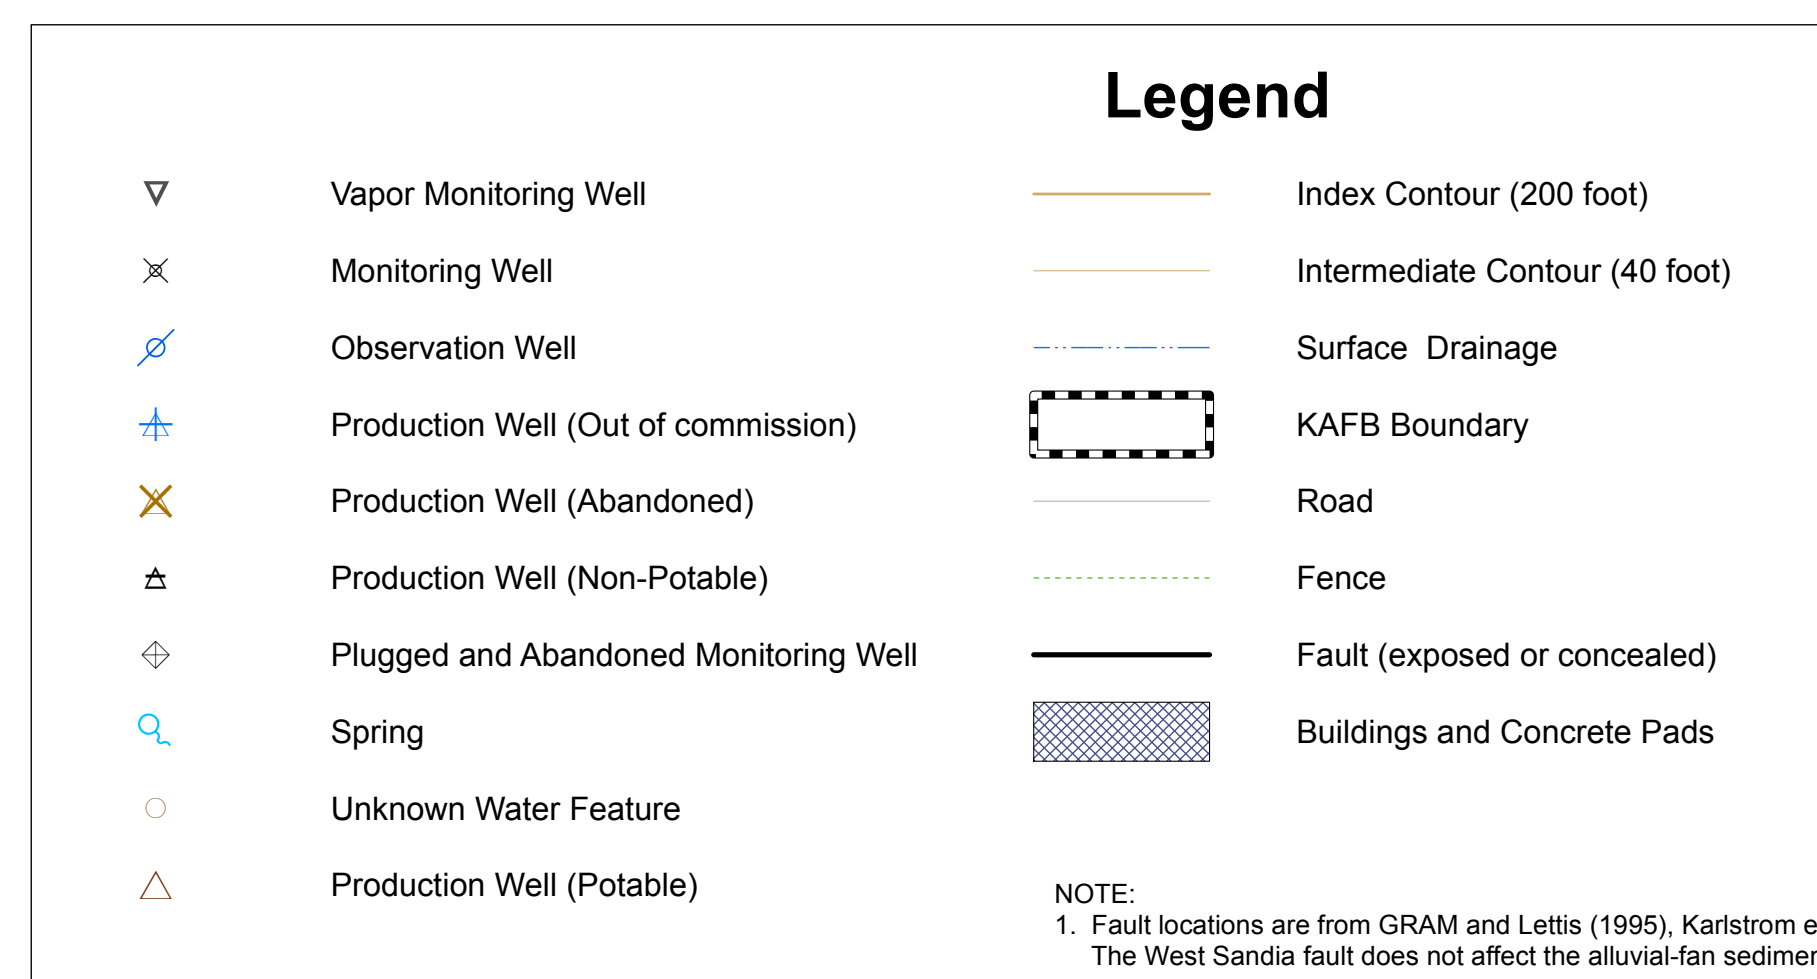 Legend
Vapor Monitoring Well
Monitoring Well
Observation Well
Production Well (Out of commission)
Production Well (Abandoned)
Production Well (Non-Potable)
Plugged and Abandoned Monitoring Well
Spring
Unknown Water Feature
Production Well (Potable)
Index Contour (200 foot)
Intermediate Contour (40 foot)
Surface Drainage
KAFB Boundary
Road
Fence
Fault (exposed or concealed)
Buildings and Concrete Pads
NOTE:
1. Fault locations are from GRAM and Lettis (1995), Karlstrom
The West Sandia fault does not affect the alluvial-fan